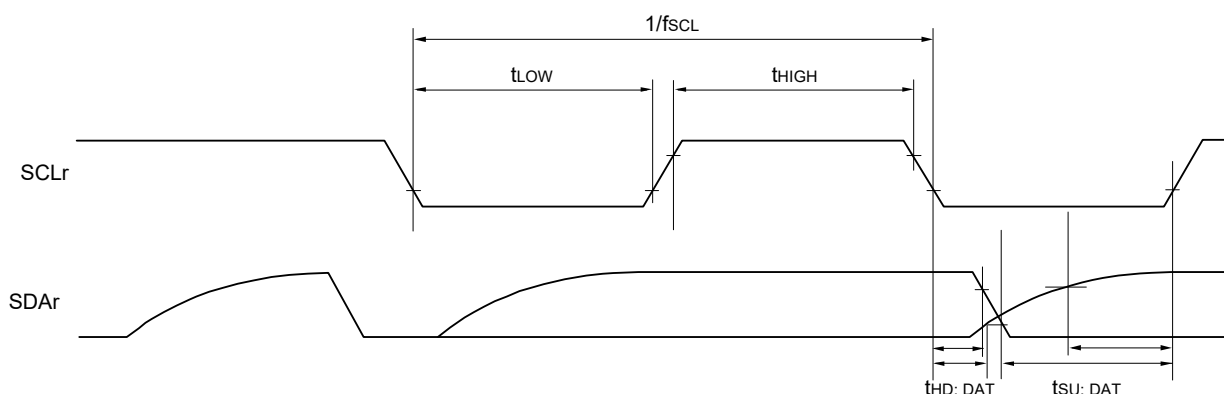 1/fSCL
tLOW
tHIGH
SCLr
SDAr
tHD: DAT
tSU: DAT